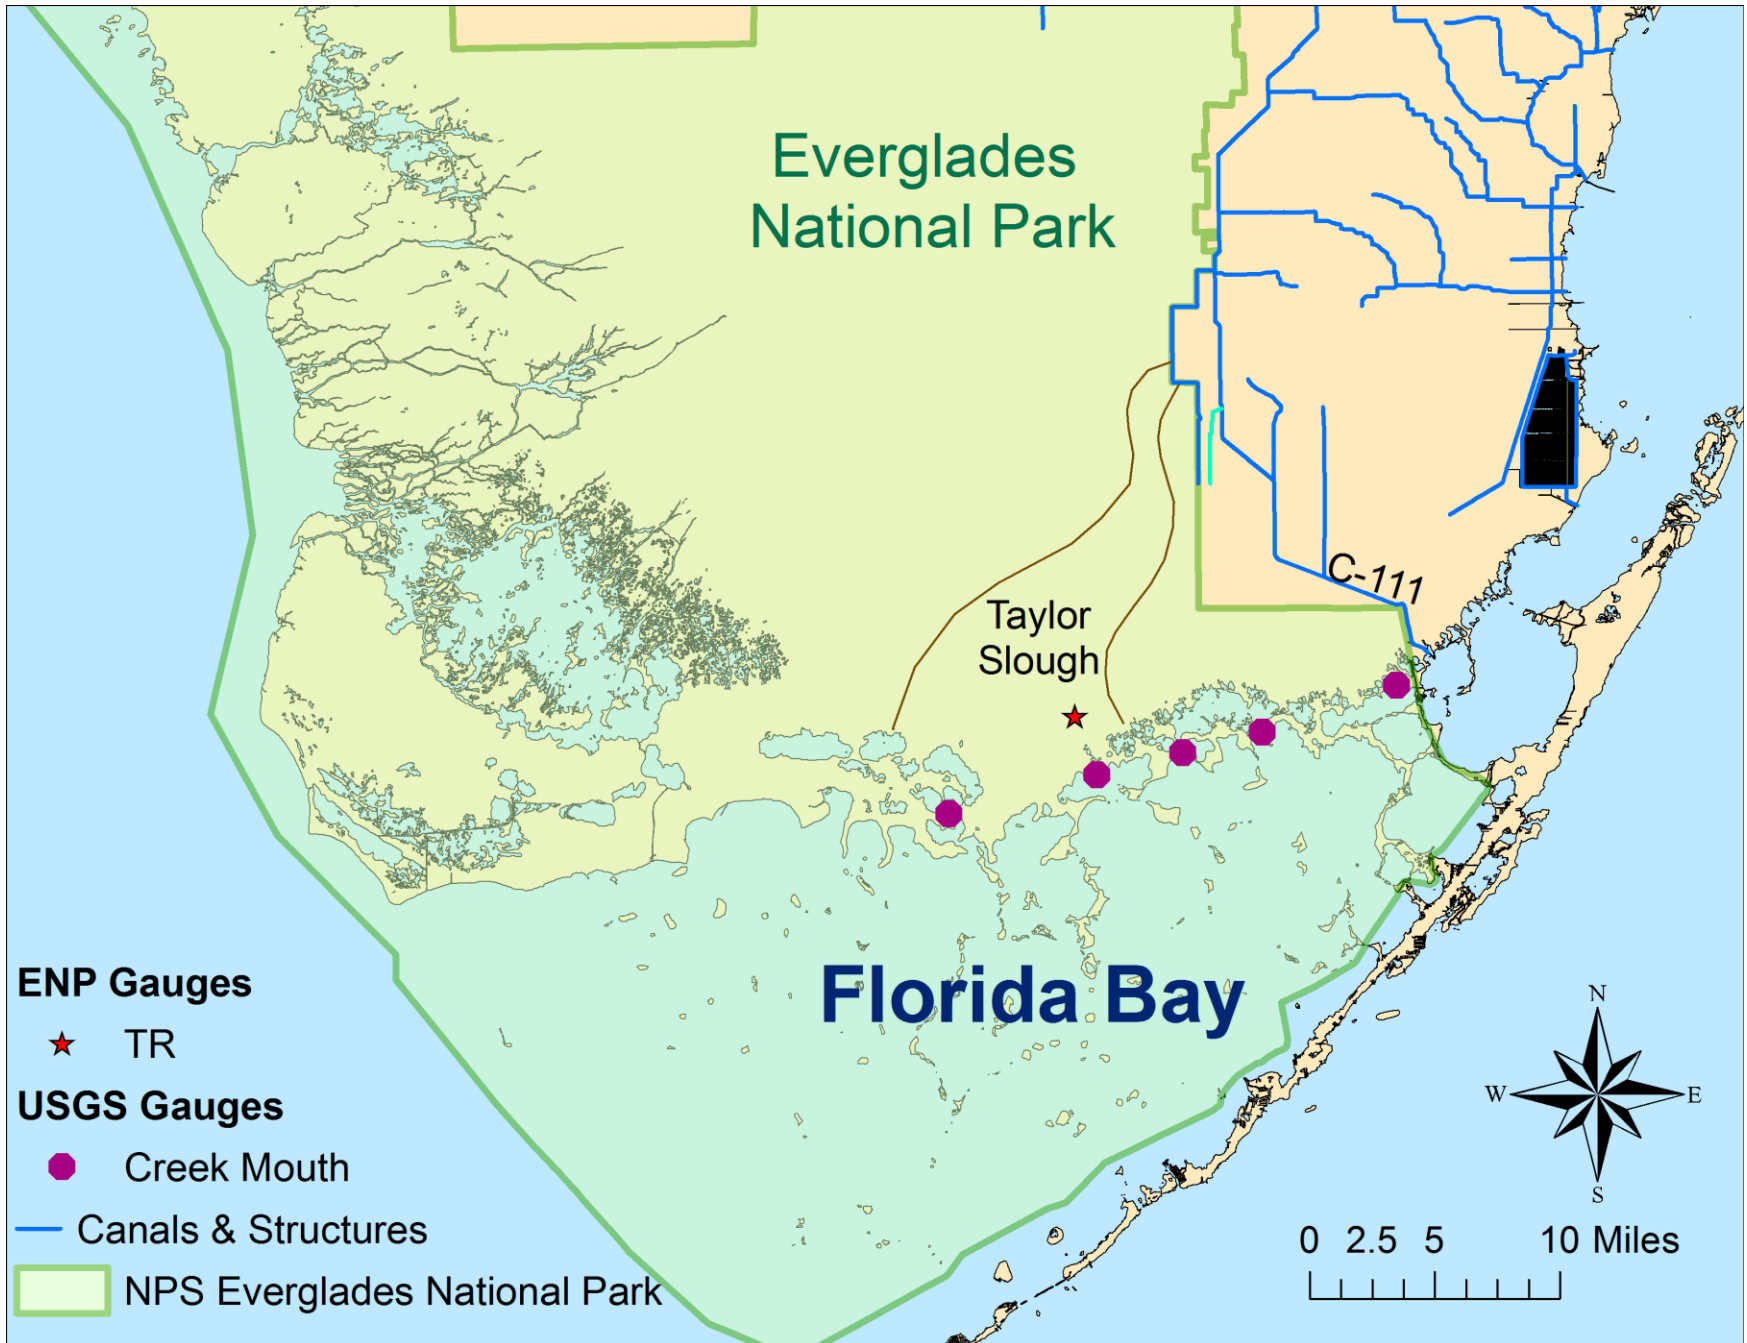 Everglades
National Park
C-111
Taylor
Slough
Florida Bay
ENP Gauges
TR
USGS Gauges
Creek Mouth
Canals & Structures
NPS Everglades National Park
N
W
E
S
0 2.5 5 10 Miles